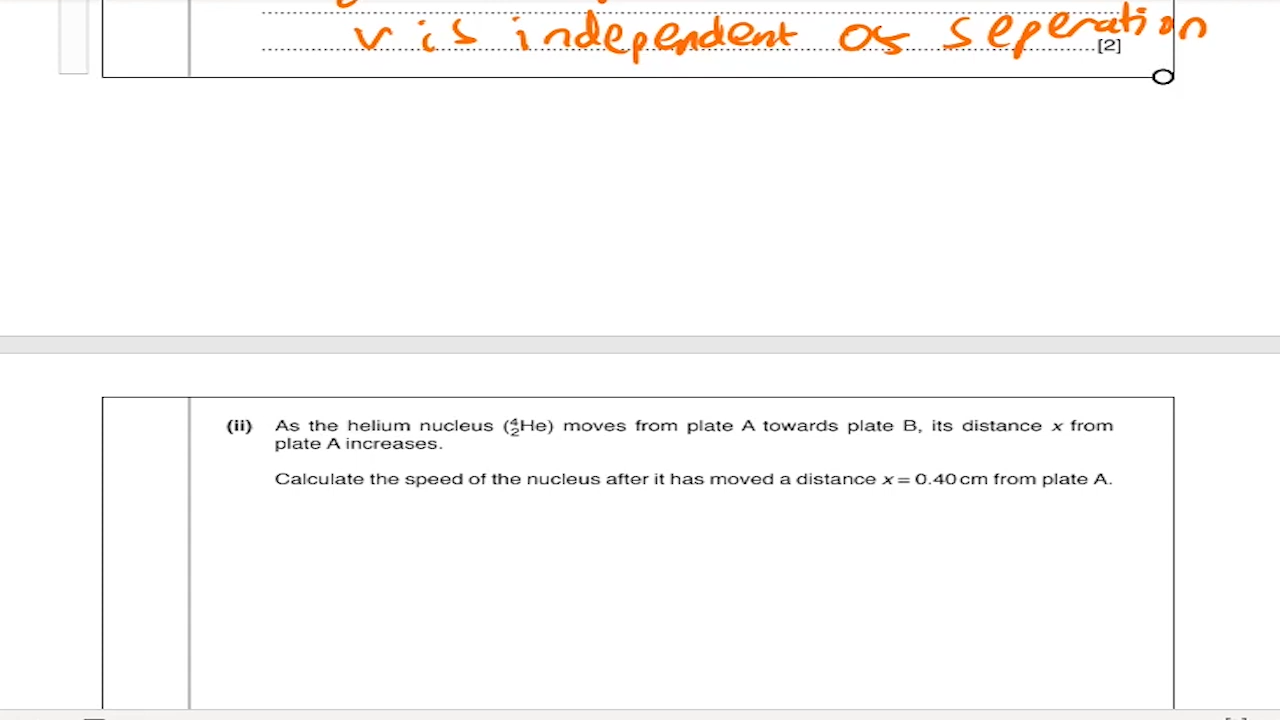 v is independent of seperation
[2]
(ii) As the helium nucleus (⁴₂He) moves from plate A towards plate B, its distance x from
plate A increases.
Calculate the speed of the nucleus after it has moved a distance x = 0.40 cm from plate A.